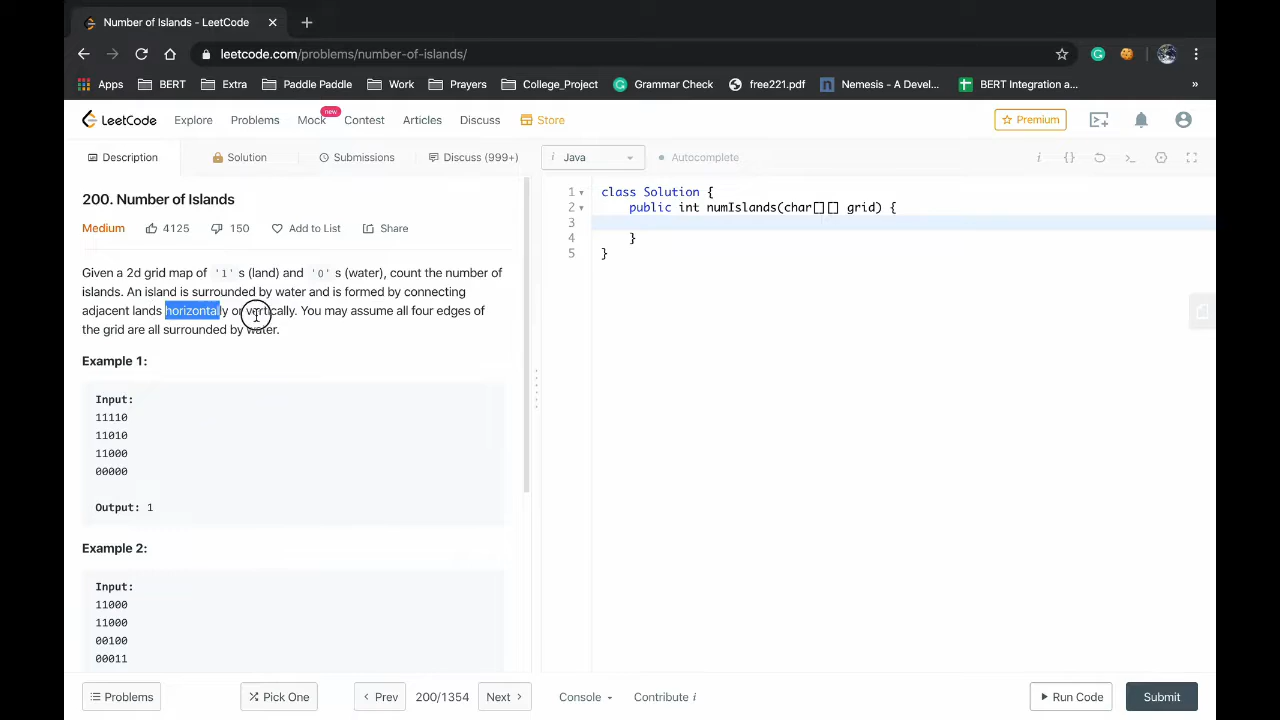 Number of Islands - LeetCode
leetcode.com/problems/number-of-islands/
Apps BERT Extra Paddle Paddle Work Prayers College_Project Grammar Check free221.pdf Nemesis - A Devel... BERT Integration a... »
LeetCode Explore Problems Mock new Contest Articles Discuss Store Premium
Description Solution Submissions Discuss (999+) i Java Autocomplete i {}
200. Number of Islands
Medium 4125 150 Add to List Share
Given a 2d grid map of '1' s (land) and '0' s (water), count the number of
islands. An island is surrounded by water and is formed by connecting
adjacent lands horizontally or vertically. You may assume all four edges of
the grid are all surrounded by water.
Example 1:
Input:
11110
11010
11000
00000
Output: 1
Example 2:
Input:
11000
11000
00100
00011
1 class Solution {
2 public int numIslands(char[][] grid) {
3
4 }
5 }
Problems Pick One Prev 200/1354 Next Console Contribute i Run Code Submit